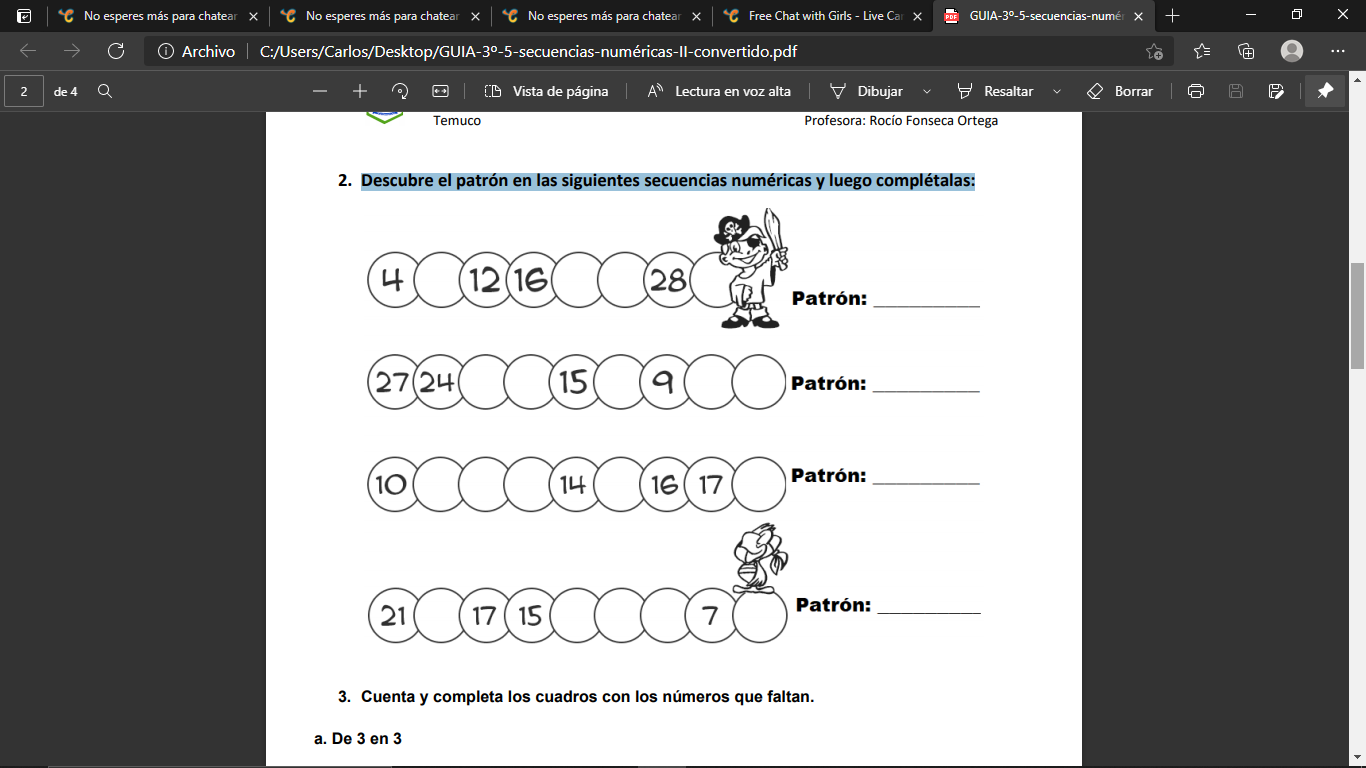 No esperes más para chatear
No esperes más para chatear
No esperes más para chatear
Free Chat with Girls - Live Ca
GUIA-3º-5-secuencias-numér
Archivo C:/Users/Carlos/Desktop/GUIA-3º-5-secuencias-numéricas-II-convertido.pdf
2 de 4 Vista de página Lectura en voz alta Dibujar Resaltar Borrar
Temuco Profesora: Rocío Fonseca Ortega
2. Descubre el patrón en las siguientes secuencias numéricas y luego complétalas:
4 12 16 28
Patrón: __________
27 24 15 9 Patrón: __________
10 14 16 17 Patrón: __________
21 17 15 7 Patrón: __________
3. Cuenta y completa los cuadros con los números que faltan.
a. De 3 en 3